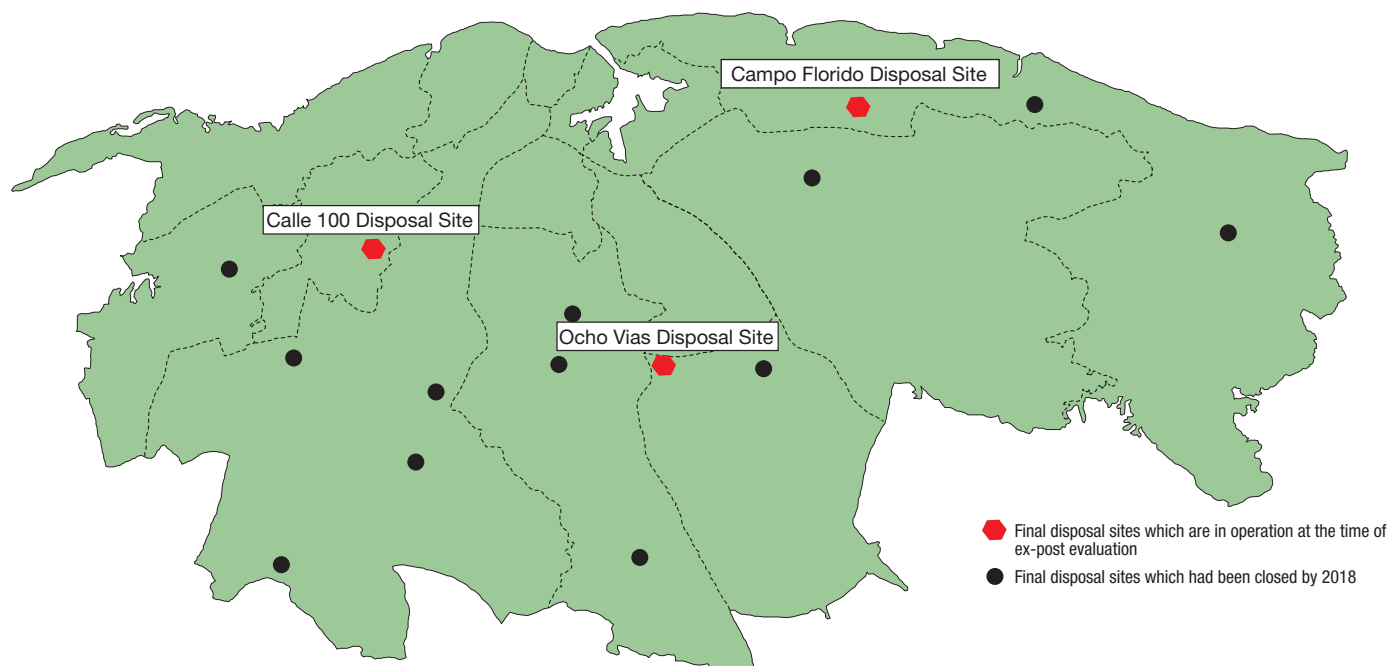 Campo Florido Disposal Site
Calle 100 Disposal Site
Ocho Vias Disposal Site
Final disposal sites which are in operation at the time of
ex-post evaluation
Final disposal sites which had been closed by 2018